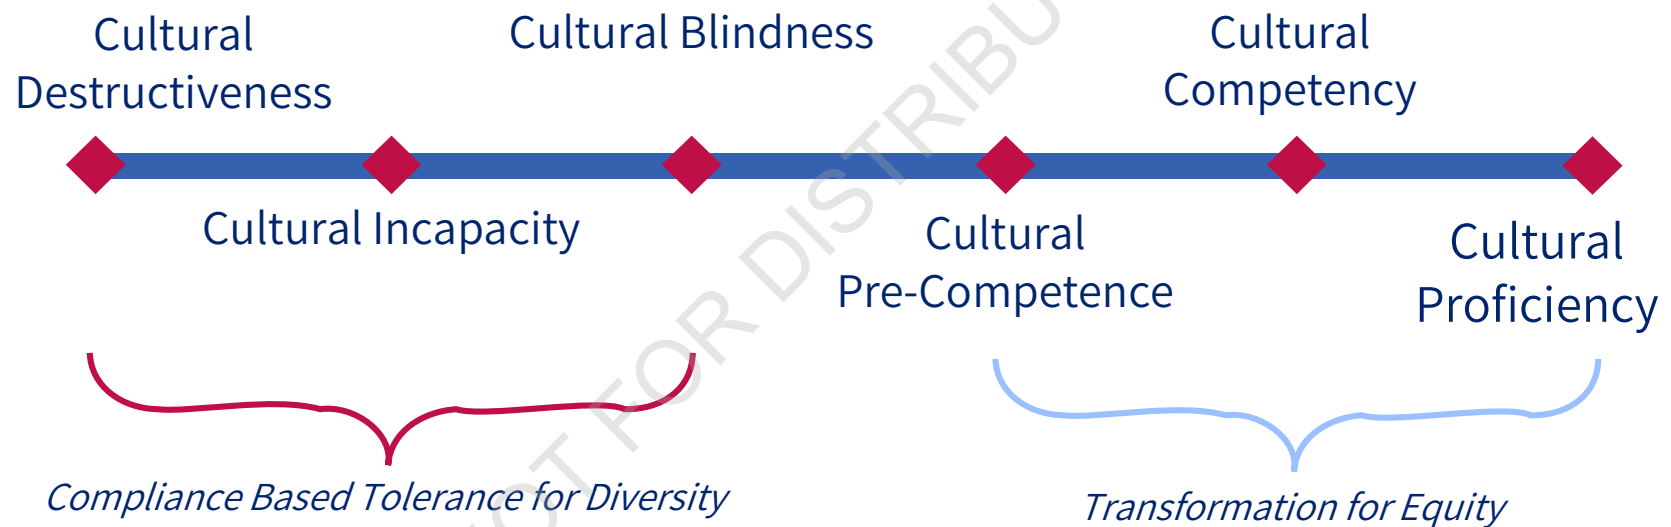 Cultural
Destructiveness
Cultural Blindness
Cultural
Competency
Cultural Incapacity
Cultural
Pre-Competence
Cultural
Proficiency
Compliance Based Tolerance for Diversity
Transformation for Equity
FOR